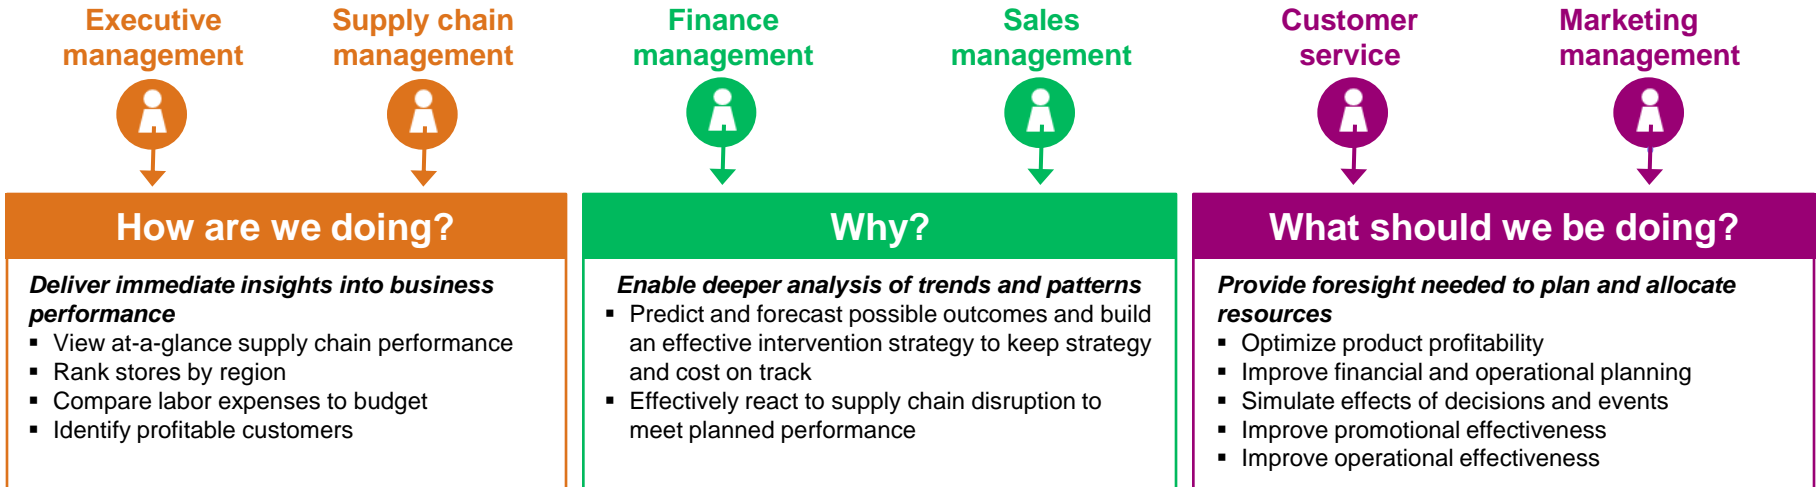 Executive
management
Supply chain
management
Finance
management
Sales
management
Customer
service
Marketing
management
How are we doing?
Deliver immediate insights into business
performance
▪ View at-a-glance supply chain performance
▪ Rank stores by region
▪ Compare labor expenses to budget
▪ Identify profitable customers
Why?
Enable deeper analysis of trends and patterns
▪ Predict and forecast possible outcomes and build
an effective intervention strategy to keep strategy
and cost on track
▪ Effectively react to supply chain disruption to
meet planned performance
What should we be doing?
Provide foresight needed to plan and allocate
resources
▪ Optimize product profitability
▪ Improve financial and operational planning
▪ Simulate effects of decisions and events
▪ Improve promotional effectiveness
▪ Improve operational effectiveness